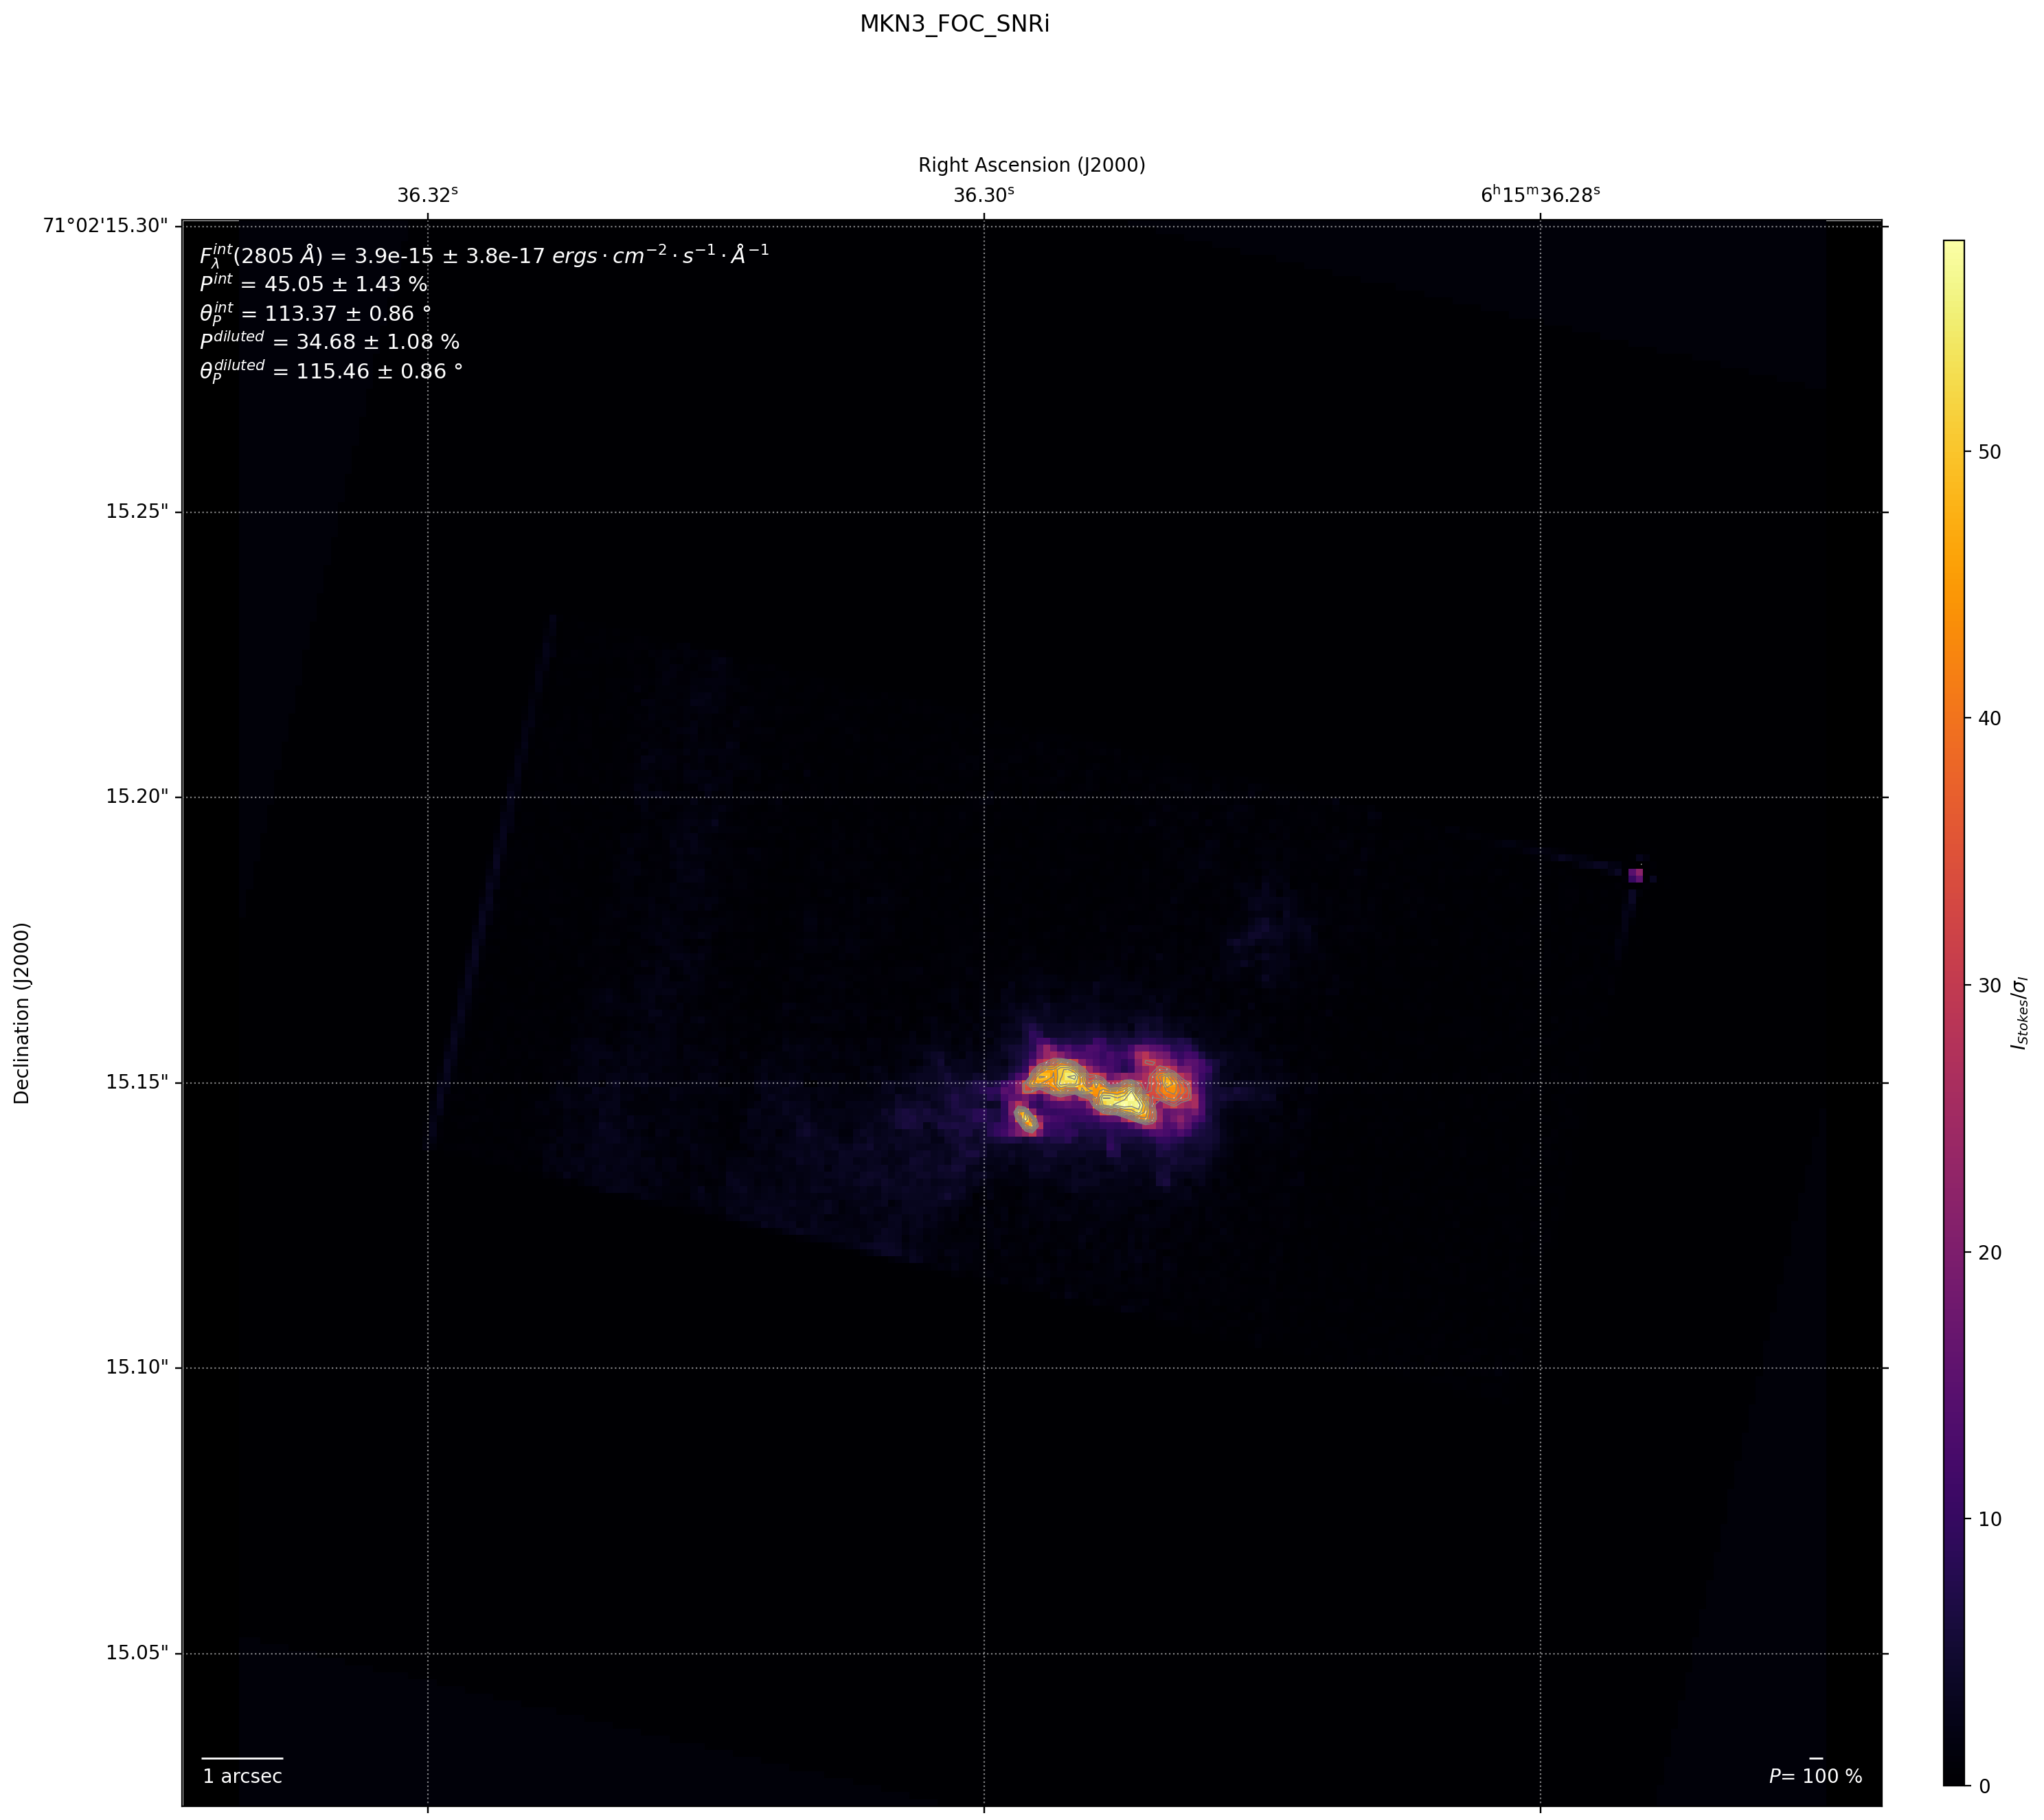 MKN3_FOC_SNRi
Right Ascension (J2000)
36.32ˢ 36.30ˢ 6ʰ15ᵐ36.28ˢ
71°02'15.30"
F_λ^int(2805 Å) = 3.9e-15 ± 3.8e-17 ergs · cm⁻² · s⁻¹ · Å⁻¹
P^int = 45.05 ± 1.43 %
θ_P^int = 113.37 ± 0.86 °
P^diluted = 34.68 ± 1.08 %
θ_P^diluted = 115.46 ± 0.86 °
15.25"
15.20"
15.15"
15.10"
15.05"
Declination (J2000)
1 arcsec
P= 100 %
50
40
30
20
10
0
I_Stokes/σ_I